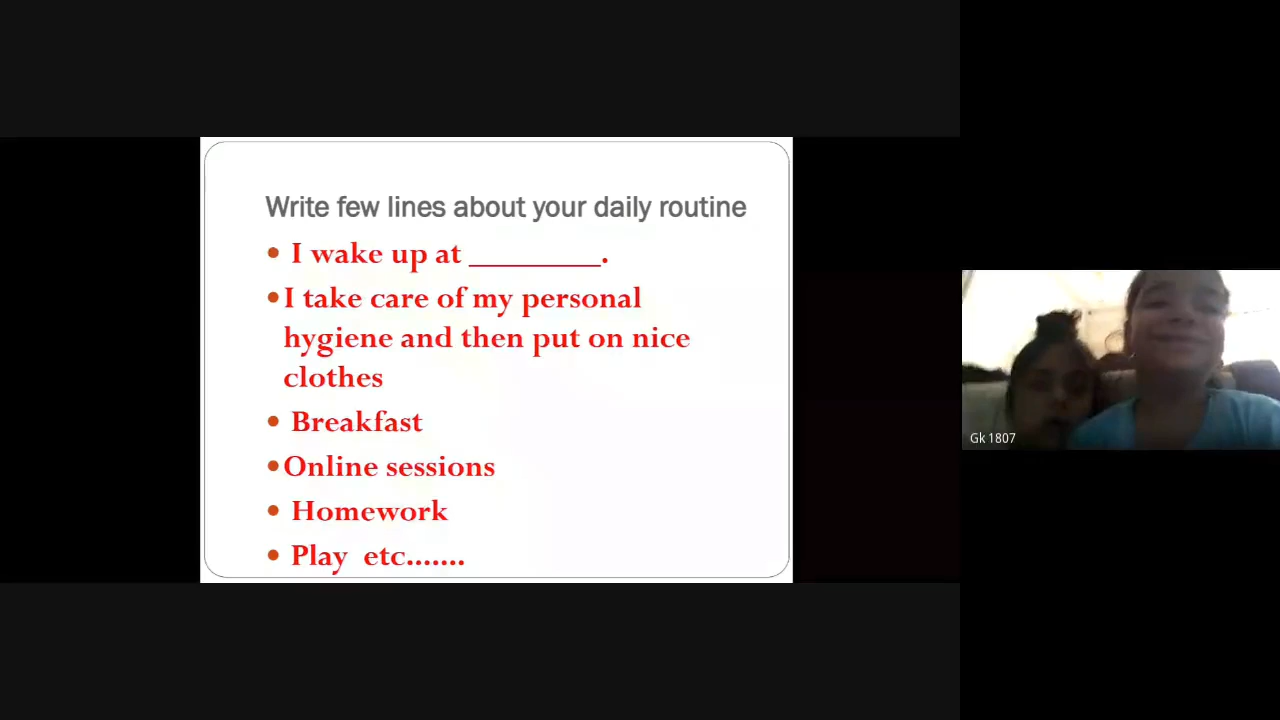 Write few lines about your daily routine
• I wake up at _________.
• I take care of my personal
hygiene and then put on nice
clothes
• Breakfast
• Online sessions
• Homework
• Play etc.......
Gk 1807